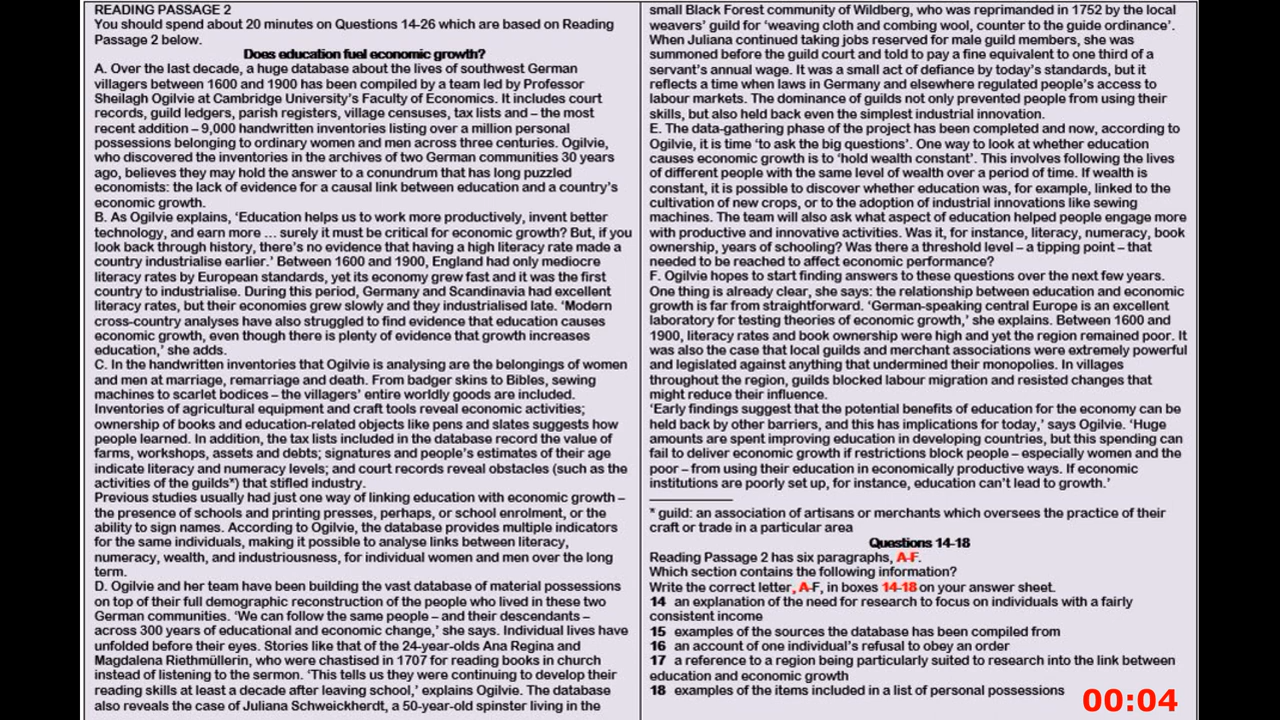 READING PASSAGE 2
You should spend about 20 minutes on Questions 14-26 which are based on Reading
Passage 2 below.
Does education fuel economic growth?
A. Over the last decade, a huge database about the lives of southwest German
villagers between 1600 and 1900 has been compiled by a team led by Professor
Sheilagh Ogilvie at Cambridge University's Faculty of Economics. It includes court
records, guild ledgers, parish registers, village censuses, tax lists and – the most
recent addition – 9,000 handwritten inventories listing over a million personal
possessions belonging to ordinary women and men across three centuries. Ogilvie,
who discovered the inventories in the archives of two German communities 30 years
ago, believes they may hold the answer to a conundrum that has long puzzled
economists: the lack of evidence for a causal link between education and a country's
economic growth.
B. As Ogilvie explains, 'Education helps us to work more productively, invent better
technology, and earn more … surely it must be critical for economic growth? But, if you
look back through history, there's no evidence that having a high literacy rate made a
country industrialise earlier.' Between 1600 and 1900, England had only mediocre
literacy rates by European standards, yet its economy grew fast and it was the first
country to industrialise. During this period, Germany and Scandinavia had excellent
literacy rates, but their economies grew slowly and they industrialised late. 'Modern
cross-country analyses have also struggled to find evidence that education causes
economic growth, even though there is plenty of evidence that growth increases
education,' she adds.
C. In the handwritten inventories that Ogilvie is analysing are the belongings of women
and men at marriage, remarriage and death. From badger skins to Bibles, sewing
machines to scarlet bodices – the villagers' entire worldly goods are included.
Inventories of agricultural equipment and craft tools reveal economic activities;
ownership of books and education-related objects like pens and slates suggests how
people learned. In addition, the tax lists included in the database record the value of
farms, workshops, assets and debts; signatures and people's estimates of their age
indicate literacy and numeracy levels; and court records reveal obstacles (such as the
activities of the guilds*) that stifled industry.
Previous studies usually had just one way of linking education with economic growth –
the presence of schools and printing presses, perhaps, or school enrolment, or the
ability to sign names. According to Ogilvie, the database provides multiple indicators
for the same individuals, making it possible to analyse links between literacy,
numeracy, wealth, and industriousness, for individual women and men over the long
term.
D. Ogilvie and her team have been building the vast database of material possessions
on top of their full demographic reconstruction of the people who lived in these two
German communities. 'We can follow the same people – and their descendants –
across 300 years of educational and economic change,' she says. Individual lives have
unfolded before their eyes. Stories like that of the 24-year-olds Ana Regina and
Magdalena Riethmüllerin, who were chastised in 1707 for reading books in church
instead of listening to the sermon. 'This tells us they were continuing to develop their
reading skills at least a decade after leaving school,' explains Ogilvie. The database
also reveals the case of Juliana Schweickherdt, a 50-year-old spinster living in the
small Black Forest community of Wildberg, who was reprimanded in 1752 by the local
weavers' guild for 'weaving cloth and combing wool, counter to the guide ordinance'.
When Juliana continued taking jobs reserved for male guild members, she was
summoned before the guild court and told to pay a fine equivalent to one third of a
servant's annual wage. It was a small act of defiance by today's standards, but it
reflects a time when laws in Germany and elsewhere regulated people's access to
labour markets. The dominance of guilds not only prevented people from using their
skills, but also held back even the simplest industrial innovation.
E. The data-gathering phase of the project has been completed and now, according to
Ogilvie, it is time 'to ask the big questions'. One way to look at whether education
causes economic growth is to 'hold wealth constant'. This involves following the lives
of different people with the same level of wealth over a period of time. If wealth is
constant, it is possible to discover whether education was, for example, linked to the
cultivation of new crops, or to the adoption of industrial innovations like sewing
machines. The team will also ask what aspect of education helped people engage more
with productive and innovative activities. Was it, for instance, literacy, numeracy, book
ownership, years of schooling? Was there a threshold level – a tipping point – that
needed to be reached to affect economic performance?
F. Ogilvie hopes to start finding answers to these questions over the next few years.
One thing is already clear, she says: the relationship between education and economic
growth is far from straightforward. 'German-speaking central Europe is an excellent
laboratory for testing theories of economic growth,' she explains. Between 1600 and
1900, literacy rates and book ownership were high and yet the region remained poor. It
was also the case that local guilds and merchant associations were extremely powerful
and legislated against anything that undermined their monopolies. In villages
throughout the region, guilds blocked labour migration and resisted changes that
might reduce their influence.
'Early findings suggest that the potential benefits of education for the economy can be
held back by other barriers, and this has implications for today,' says Ogilvie. 'Huge
amounts are spent improving education in developing countries, but this spending can
fail to deliver economic growth if restrictions block people – especially women and the
poor – from using their education in economically productive ways. If economic
institutions are poorly set up, for instance, education can't lead to growth.'
* guild: an association of artisans or merchants which oversees the practice of their
craft or trade in a particular area
Questions 14-18
Reading Passage 2 has six paragraphs, A-F.
Which section contains the following information?
Write the correct letter, A-F, in boxes 14-18 on your answer sheet.
14 an explanation of the need for research to focus on individuals with a fairly
consistent income
15 examples of the sources the database has been compiled from
16 an account of one individual's refusal to obey an order
17 a reference to a region being particularly suited to research into the link between
education and economic growth
18 examples of the items included in a list of personal possessions
00:04